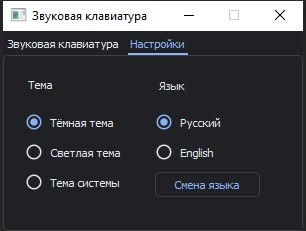 Звуковая клавиатура
Звуковая клавиатура Настройки
Тема Язык
Тёмная тема Русский
Светлая тема English
Тема системы Смена языка